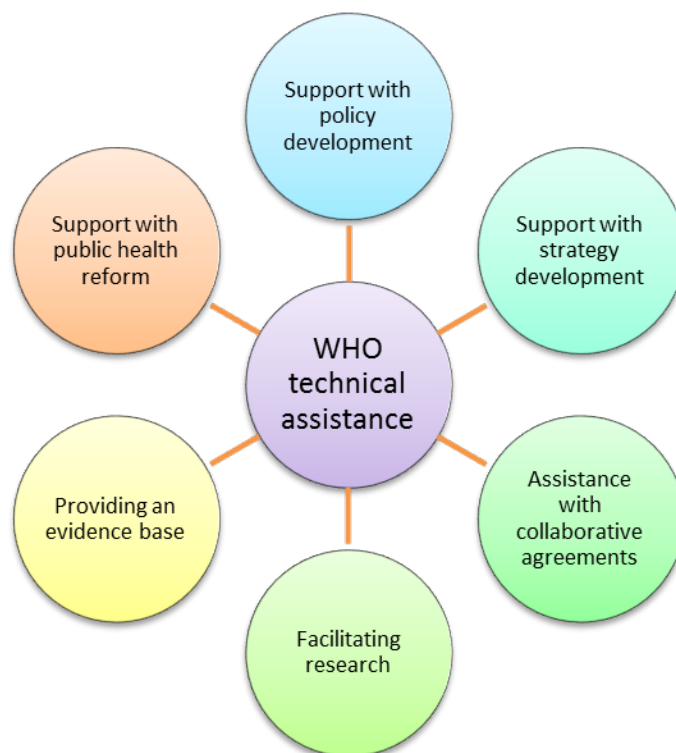 Support with
policy
development
Support with
strategy
development
Assistance
with
collaborative
agreements
Facilitating
research
Providing an
evidence base
Support with
public health
reform
WHO
technical
assistance